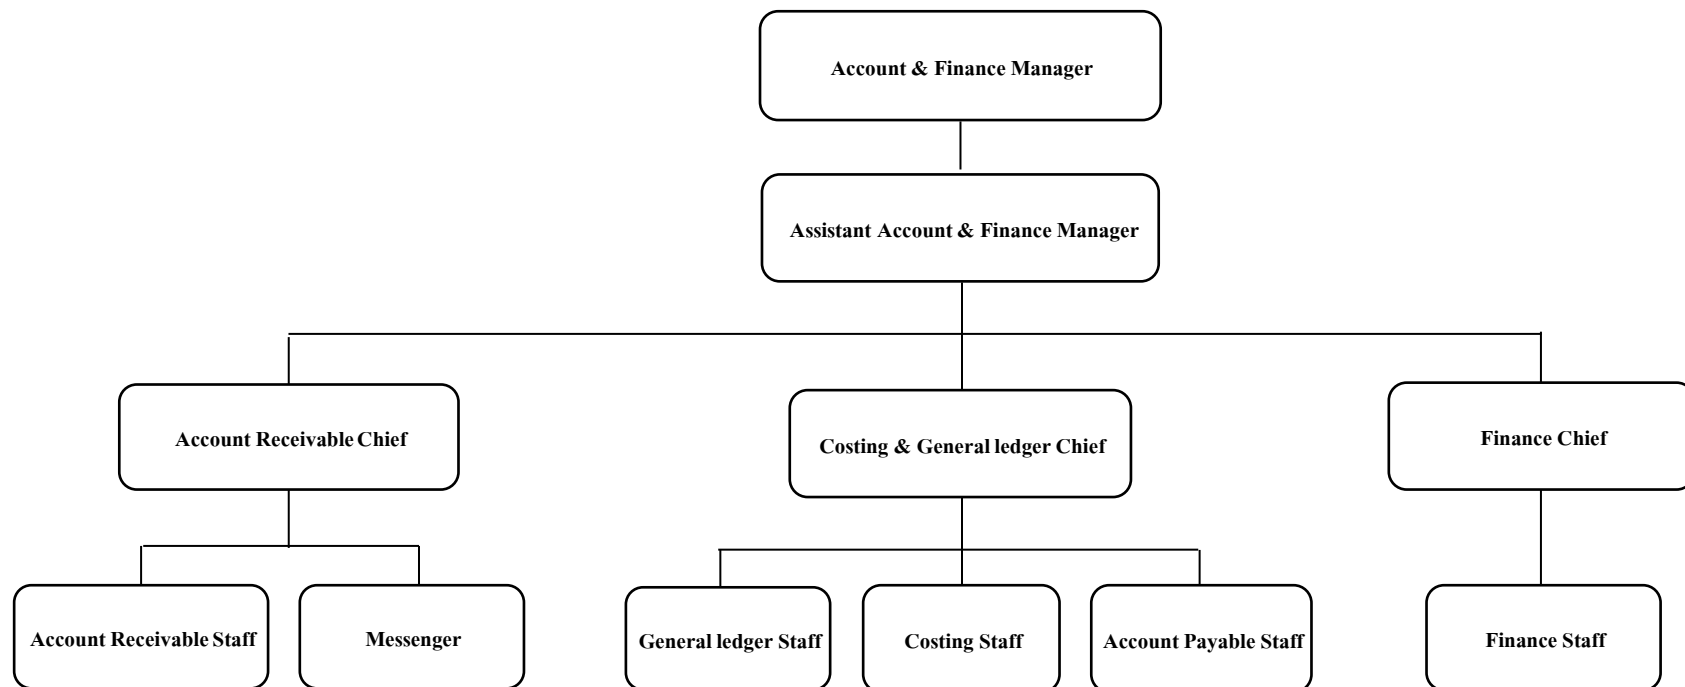 Account & Finance Manager
Assistant Account & Finance Manager
Account Receivable Chief
Costing & General ledger Chief
Finance Chief
Account Receivable Staff
Messenger
General ledger Staff
Costing Staff
Account Payable Staff
Finance Staff